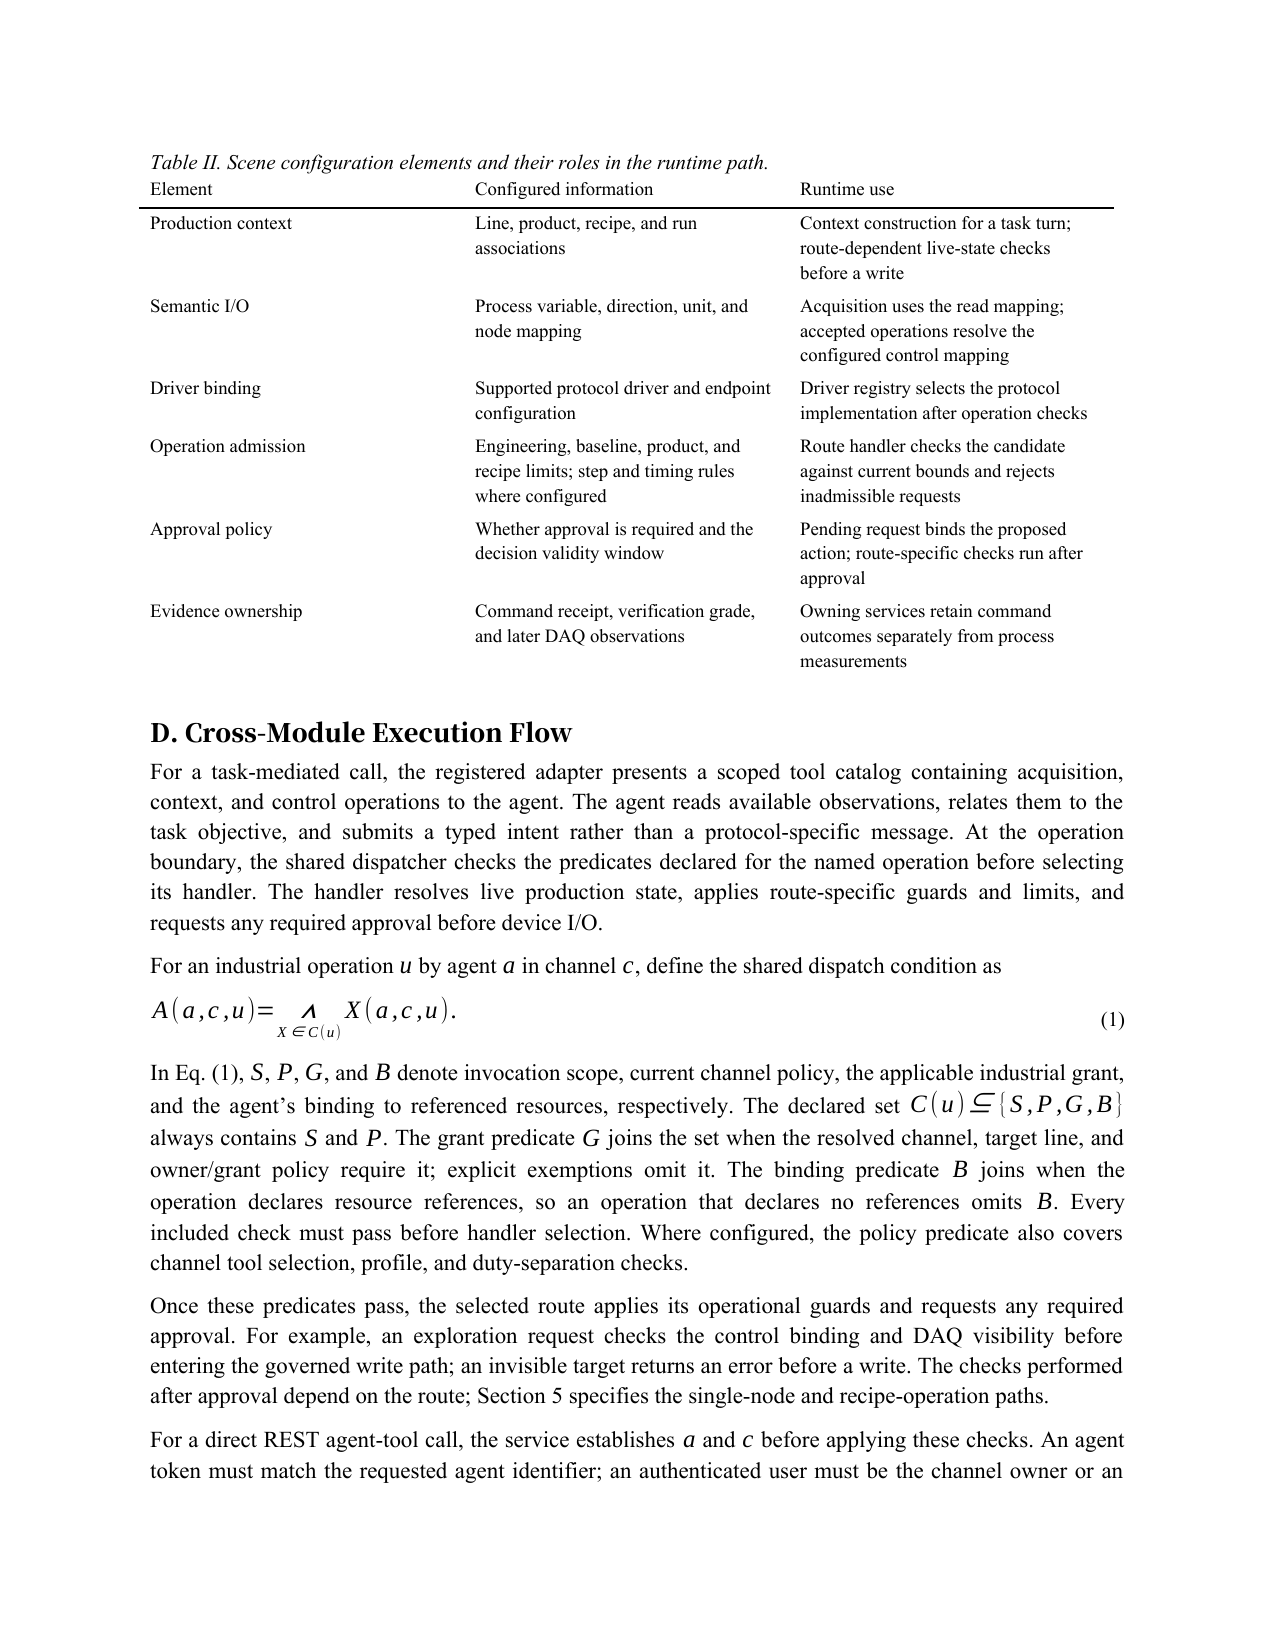 Table II. Scene configuration elements and their roles in the runtime path.
Element Configured information Runtime use
Production context Line, product, recipe, and run associations Context construction for a task turn; route-dependent live-state checks before a write
Semantic I/O Process variable, direction, unit, and node mapping Acquisition uses the read mapping; accepted operations resolve the configured control mapping
Driver binding Supported protocol driver and endpoint configuration Driver registry selects the protocol implementation after operation checks
Operation admission Engineering, baseline, product, and recipe limits; step and timing rules where configured Route handler checks the candidate against current bounds and rejects inadmissible requests
Approval policy Whether approval is required and the decision validity window Pending request binds the proposed action; route-specific checks run after approval
Evidence ownership Command receipt, verification grade, and later DAQ observations Owning services retain command outcomes separately from process measurements
D. Cross-Module Execution Flow
For a task-mediated call, the registered adapter presents a scoped tool catalog containing acquisition,
context, and control operations to the agent. The agent reads available observations, relates them to the
task objective, and submits a typed intent rather than a protocol-specific message. At the operation
boundary, the shared dispatcher checks the predicates declared for the named operation before selecting
its handler. The handler resolves live production state, applies route-specific guards and limits, and
requests any required approval before device I/O.
For an industrial operation u by agent a in channel c, define the shared dispatch condition as
A(a,c,u)= ∧ X∈C(u) X(a,c,u). (1)
In Eq. (1), S, P, G, and B denote invocation scope, current channel policy, the applicable industrial grant,
and the agent’s binding to referenced resources, respectively. The declared set C(u)⊆{S,P,G,B}
always contains S and P. The grant predicate G joins the set when the resolved channel, target line, and
owner/grant policy require it; explicit exemptions omit it. The binding predicate B joins when the
operation declares resource references, so an operation that declares no references omits B. Every
included check must pass before handler selection. Where configured, the policy predicate also covers
channel tool selection, profile, and duty-separation checks.
Once these predicates pass, the selected route applies its operational guards and requests any required
approval. For example, an exploration request checks the control binding and DAQ visibility before
entering the governed write path; an invisible target returns an error before a write. The checks performed
after approval depend on the route; Section 5 specifies the single-node and recipe-operation paths.
For a direct REST agent-tool call, the service establishes a and c before applying these checks. An agent
token must match the requested agent identifier; an authenticated user must be the channel owner or an